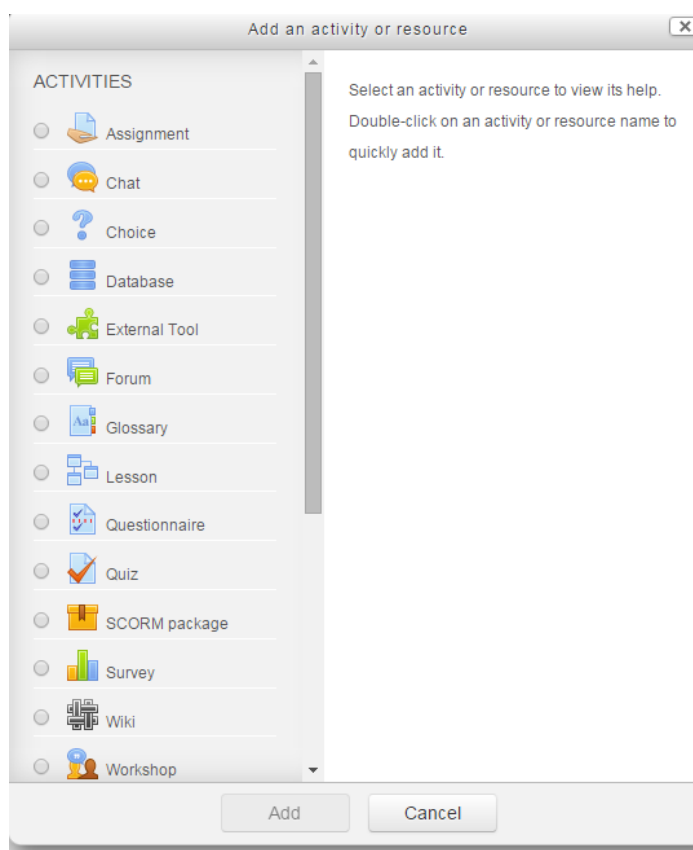 Add an activity or resource
ACTIVITIES
Assignment
Chat
Choice
Database
External Tool
Forum
Aa
Glossary
Lesson
Questionnaire
Quiz
SCORM package
Survey
Wiki
Workshop
Select an activity or resource to view its help.
Double-click on an activity or resource name to
quickly add it.
Add
Cancel